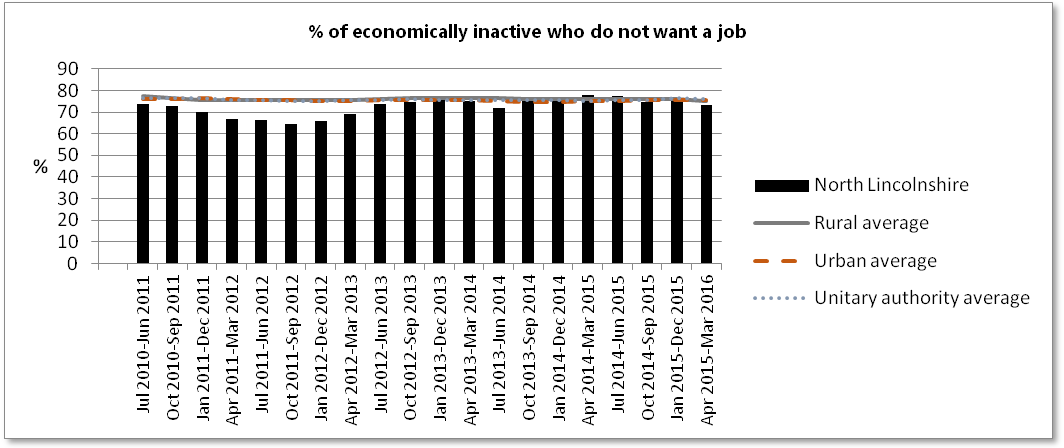 % of economically inactive who do not want a job
90
80
70
60
50
40
30
20
10
0
%
Jul 2010-Jun 2011
Oct 2010-Sep 2011
Jan 2011-Dec 2011
Apr 2011-Mar 2012
Jul 2011-Jun 2012
Oct 2011-Sep 2012
Jan 2012-Dec 2012
Apr 2012-Mar 2013
Jul 2012-Jun 2013
Oct 2012-Sep 2013
Jan 2013-Dec 2013
Apr 2013-Mar 2014
Jul 2013-Jun 2014
Oct 2013-Sep 2014
Jan 2014-Dec 2014
Apr 2014-Mar 2015
Jul 2014-Jun 2015
Oct 2014-Sep 2015
Jan 2015-Dec 2015
Apr 2015-Mar 2016
North Lincolnshire
Rural average
Urban average
Unitary authority average